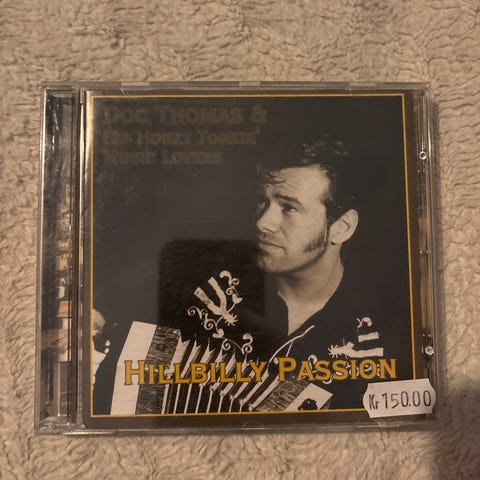 Doc Thomas &
His Honky Tonkin'
Music Lovers
Hillbilly Passion
Kr 150.00